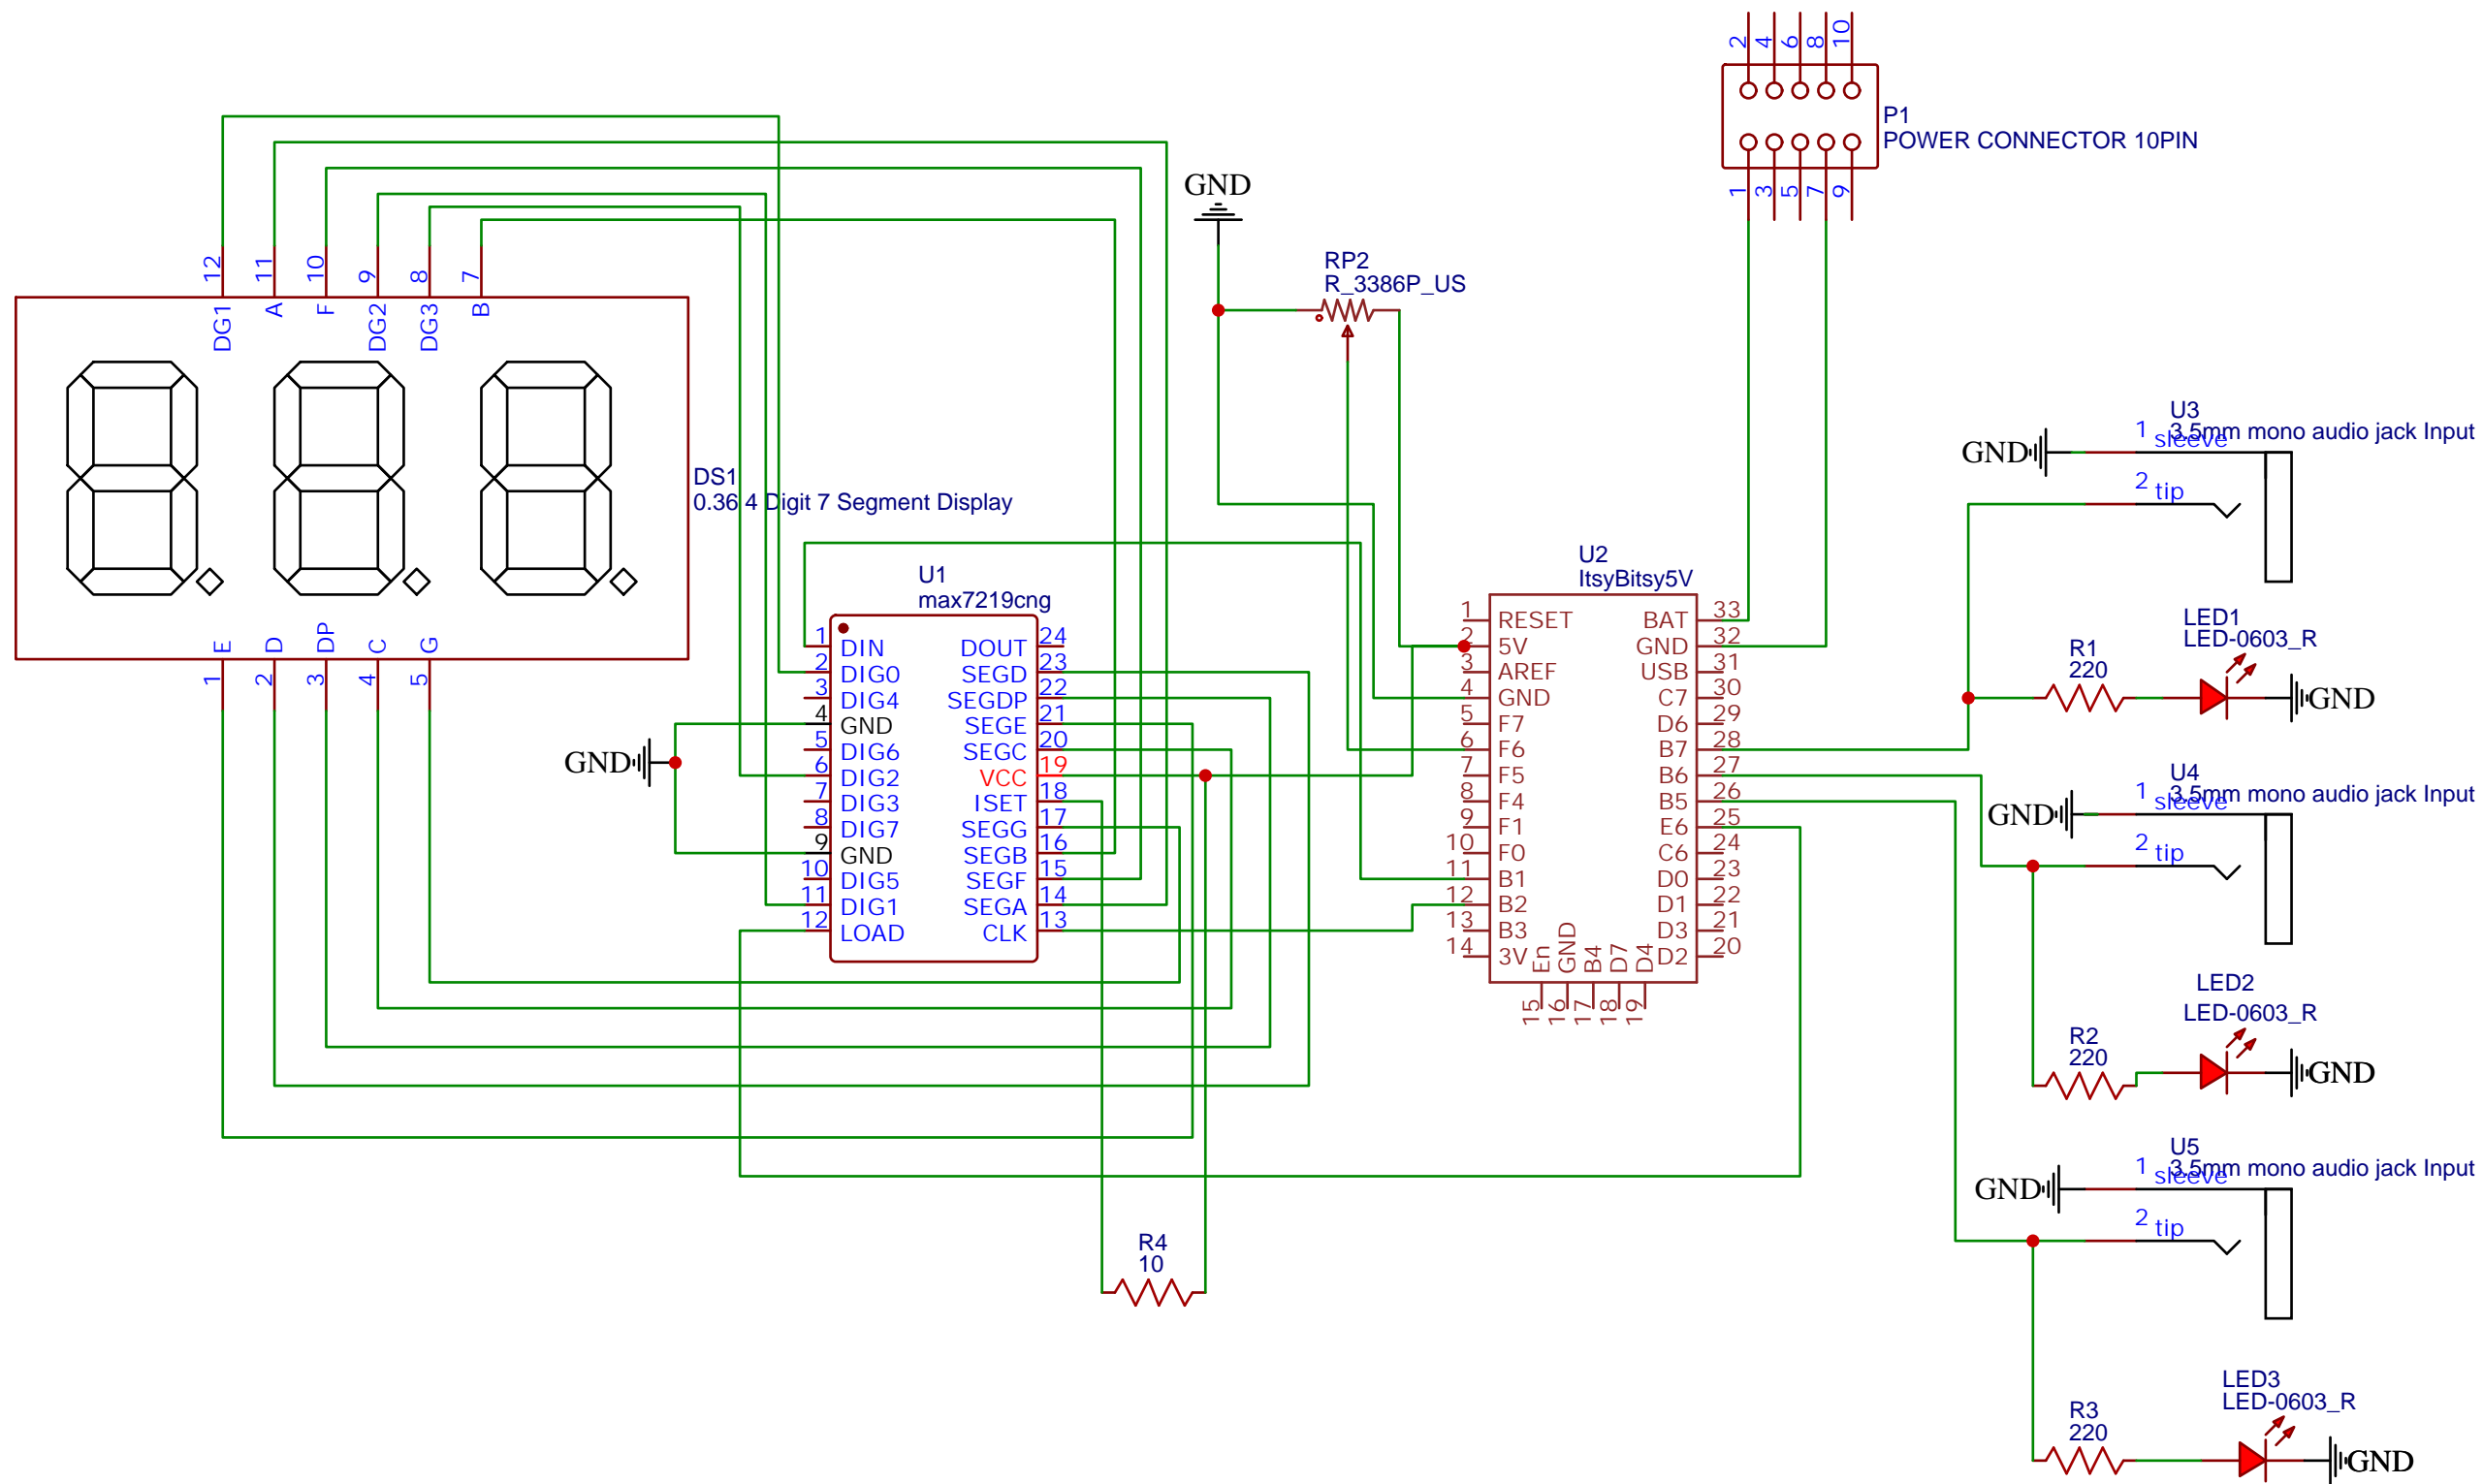 2 4 6 8 10
P1
POWER CONNECTOR 10PIN
1 3 5 7 9
GND
RP2
R_3386P_US
12 11 10 9 8 7
DG1 A F DG2 DG3 B
DS1
0.36 4 Digit 7 Segment Display
E D DP C G
1 2 3 4 5
U1
max7219cng
1 DIN DOUT 24
2 DIG0 SEGD 23
3 DIG4 SEGDP 22
4 GND SEGE 21
5 DIG6 SEGC 20
6 DIG2 VCC 19
7 DIG3 ISET 18
8 DIG7 SEGG 17
9 GND SEGB 16
10 DIG5 SEGF 15
11 DIG1 SEGA 14
12 LOAD CLK 13
GND
R4
10
U2
ItsyBitsy5V
1 RESET BAT 33
2 5V GND 32
3 AREF USB 31
4 GND C7 30
5 F7 D6 29
6 F6 B7 28
7 F5 B6 27
8 F4 B5 26
9 F1 E6 25
10 F0 C6 24
11 B1 D0 23
12 B2 D1 22
13 B3 D3 21
14 3V D2 20
En GND B4 D7 D4
15 16 17 18 19
U3
3.5mm mono audio jack Input
1 sleeve
GND
2 tip
LED1
LED-0603_R
R1
220
GND
U4
3.5mm mono audio jack Input
1 sleeve
GND
2 tip
LED2
LED-0603_R
R2
220
GND
U5
3.5mm mono audio jack Input
1 sleeve
GND
2 tip
LED3
LED-0603_R
R3
220
GND